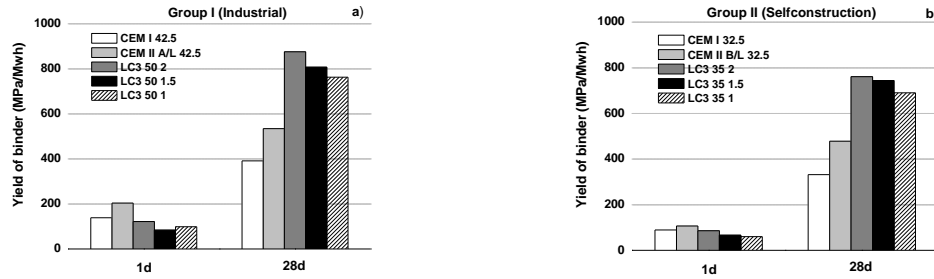 Group I (Industrial)
a)
Yield of binder (MPa/Mwh)
1000
800
600
400
200
0
CEM I 42.5
CEM II A/L 42.5
LC3 50 2
LC3 50 1.5
LC3 50 1
1d
28d
Group II (Selfconstruction)
b
Yield of binder (MPa/Mwh)
1000
800
600
400
200
0
CEM I 32.5
CEM II B/L 32.5
LC3 35 2
LC3 35 1.5
LC3 35 1
1d
28d